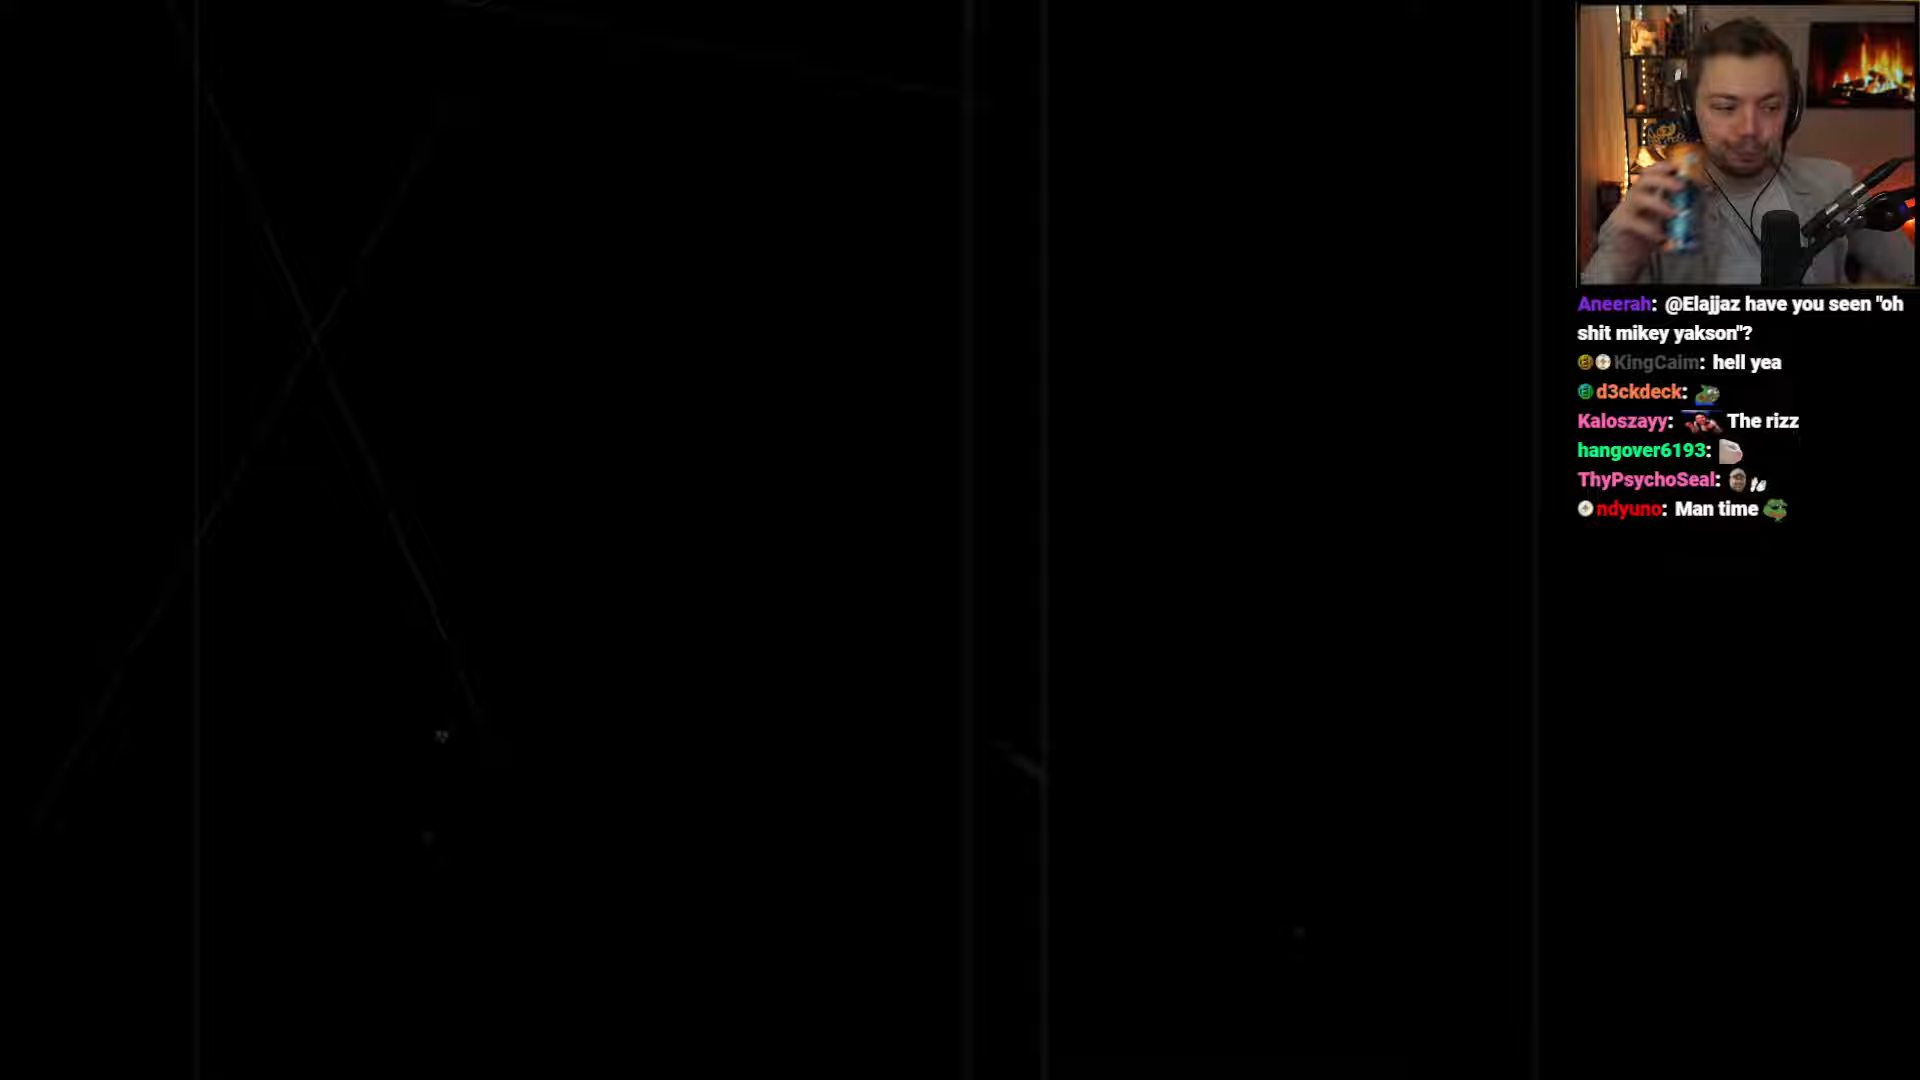 Aneerah: @Elajjaz have you seen "oh
shit mikey yakson"?
KingCalm: hell yea
d3ckdeck:
Kaloszayy: The rizz
hangover6193:
ThyPsychoSeal:
ndyuno: Man time